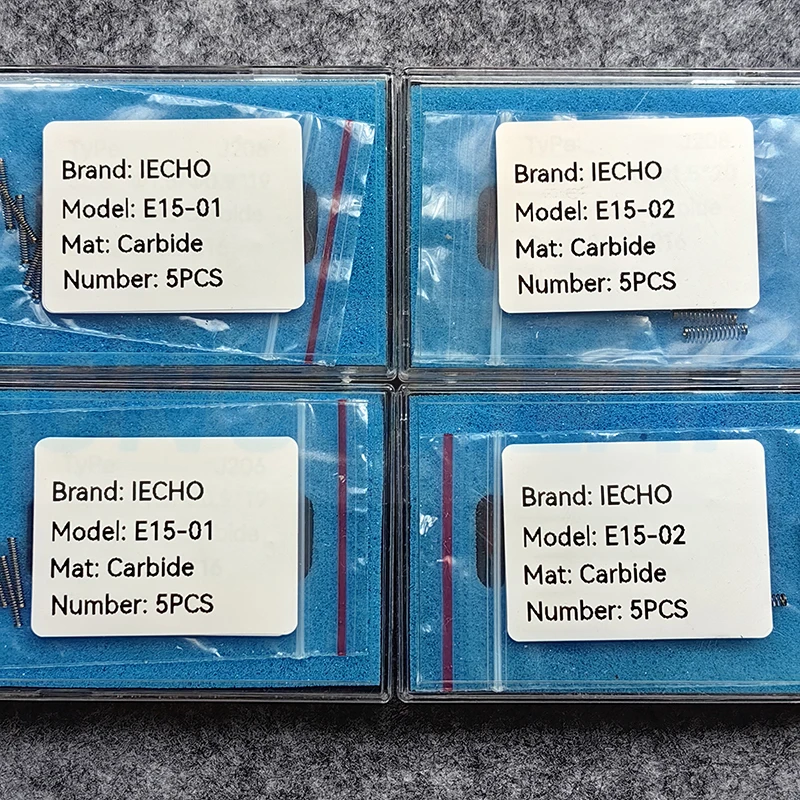 Brand: IECHO
Model: E15-01
Mat: Carbide
Number: 5PCS
Brand: IECHO
Model: E15-02
Mat: Carbide
Number: 5PCS
Brand: IECHO
Model: E15-01
Mat: Carbide
Number: 5PCS
Brand: IECHO
Model: E15-02
Mat: Carbide
Number: 5PCS